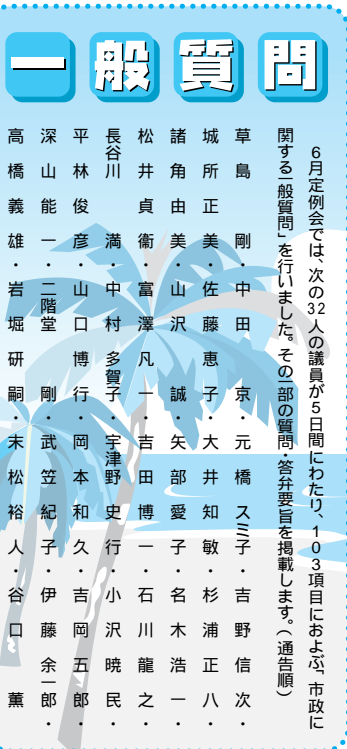 一般質問
６月定例会では、次の32人の議員が５日間にわたり、１０３項目におよぶ「市政に
関する一般質問」を行いました。その一部の質問・答弁要旨を掲載します。（通告順）
草島　剛・中田　京・元橋スミ子・吉野信次・
城所正美・佐藤恵子・大井知敏・杉浦正八・
諸角由美・山沢　誠・矢部愛子・名木浩一・
松井貞衞・富澤凡一・吉田博一・石川龍之・
長谷川　満・中村多賀子・宇津野史行・小沢暁民・
平林俊彦・山口博行・岡本和久・吉岡五郎・
深山能一・二階堂　剛・武笠紀子・伊藤余一郎・
高橋義雄・岩堀研嗣・末松裕人・谷口　薫